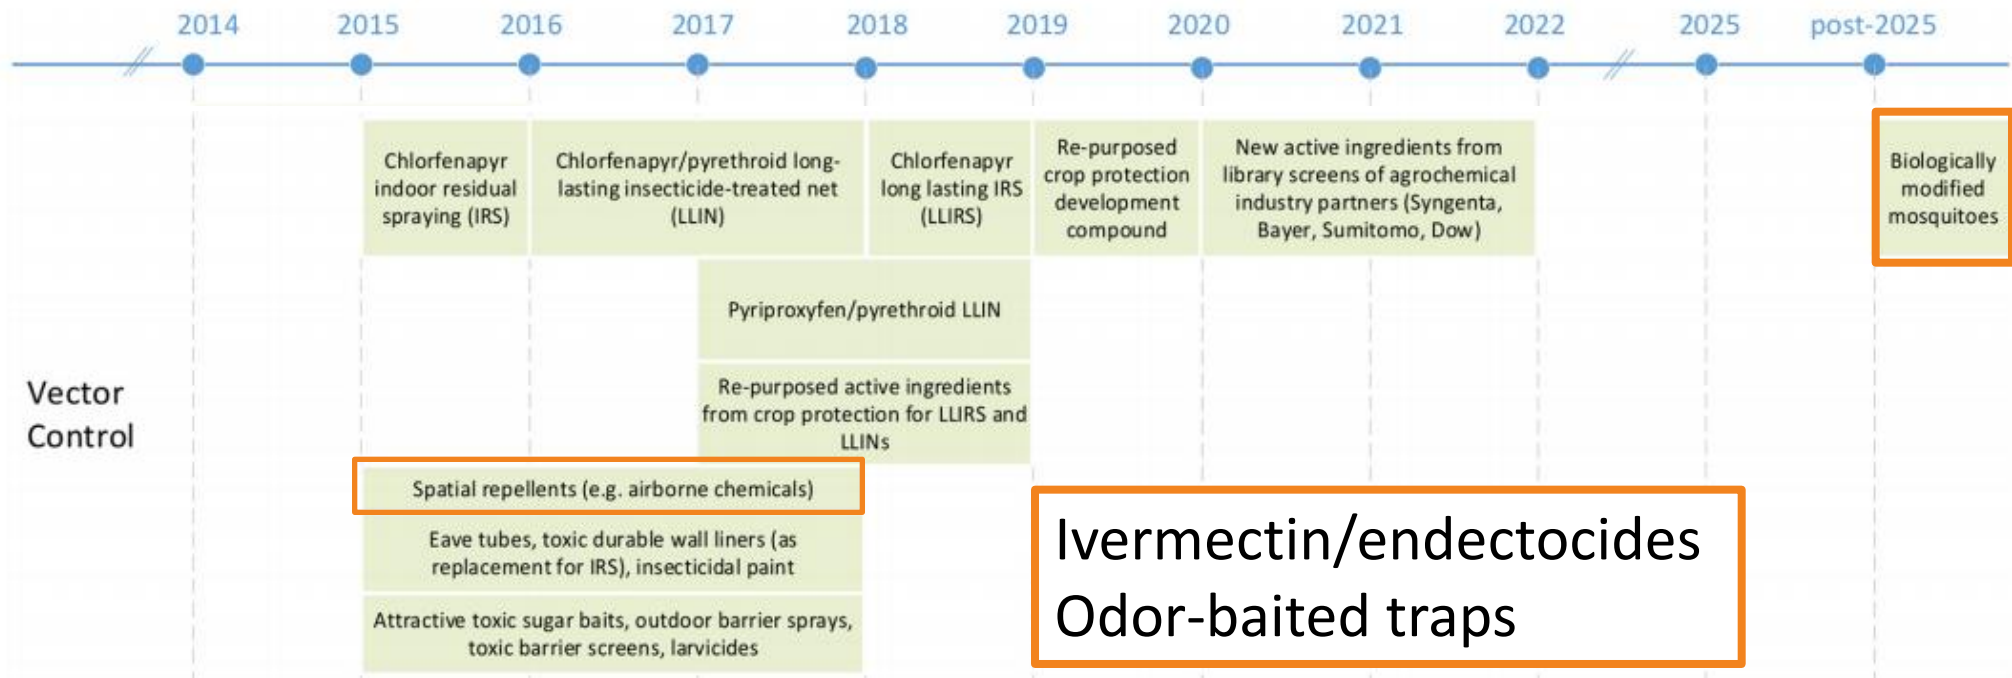 2014 2015 2016 2017 2018 2019 2020 2021 2022 2025 post-2025
Chlorfenapyr
indoor residual
spraying (IRS)
Chlorfenapyr/pyrethroid long-
lasting insecticide-treated net
(LLIN)
Chlorfenapyr
long lasting IRS
(LLIRS)
Re-purposed
crop protection
development
compound
New active ingredients from
library screens of agrochemical
industry partners (Syngenta,
Bayer, Sumitomo, Dow)
Biologically
modified
mosquitoes
Pyriproxyfen/pyrethroid LLIN
Vector
Control
Re-purposed active ingredients
from crop protection for LLIRS and
LLINs
Spatial repellents (e.g. airborne chemicals)
Eave tubes, toxic durable wall liners (as
replacement for IRS), insecticidal paint
Attractive toxic sugar baits, outdoor barrier sprays,
toxic barrier screens, larvicides
Ivermectin/endectocides
Odor-baited traps